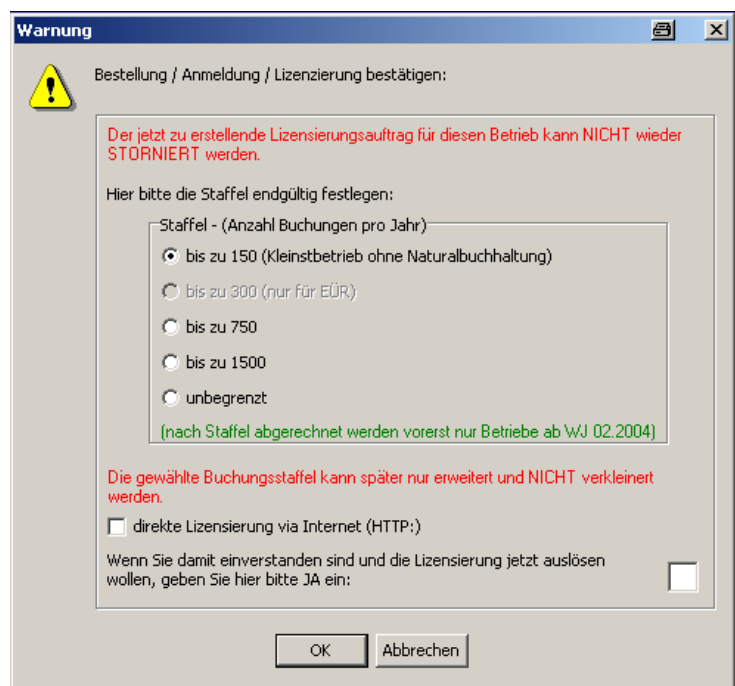 Warnung
Bestellung / Anmeldung / Lizenzierung bestätigen:
Der jetzt zu erstellende Lizensierungsauftrag für diesen Betrieb kann NICHT wieder
STORNIERT werden.
Hier bitte die Staffel endgültig festlegen:
Staffel - (Anzahl Buchungen pro Jahr)
bis zu 150 (Kleinstbetrieb ohne Naturalbuchhaltung)
bis zu 300 (nur für EÜR)
bis zu 750
bis zu 1500
unbegrenzt
(nach Staffel abgerechnet werden vorerst nur Betriebe ab WJ 02.2004)
Die gewählte Buchungsstaffel kann später nur erweitert und NICHT verkleinert
werden.
direkte Lizensierung via Internet (HTTP:)
Wenn Sie damit einverstanden sind und die Lizensierung jetzt auslösen
wollen, geben Sie hier bitte JA ein:
OK Abbrechen